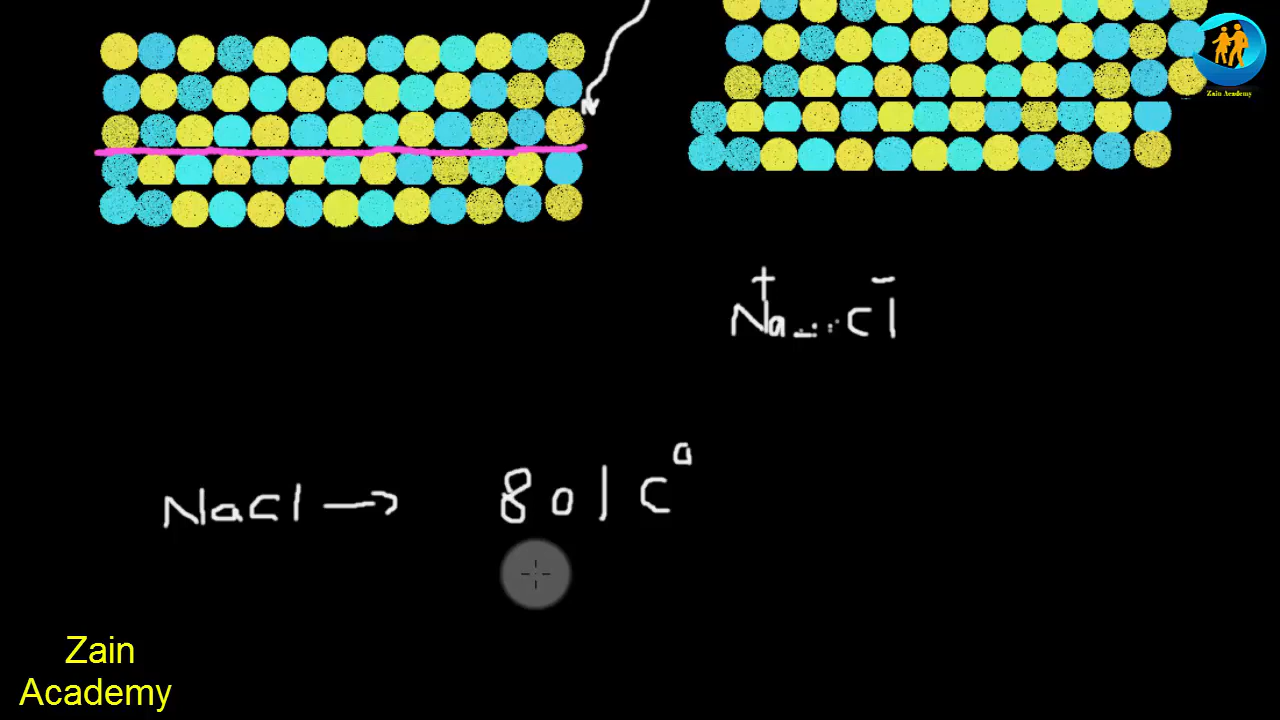 Zain Academy
+ -
Na Cl
NaCl → 801 C°
Zain
Academy